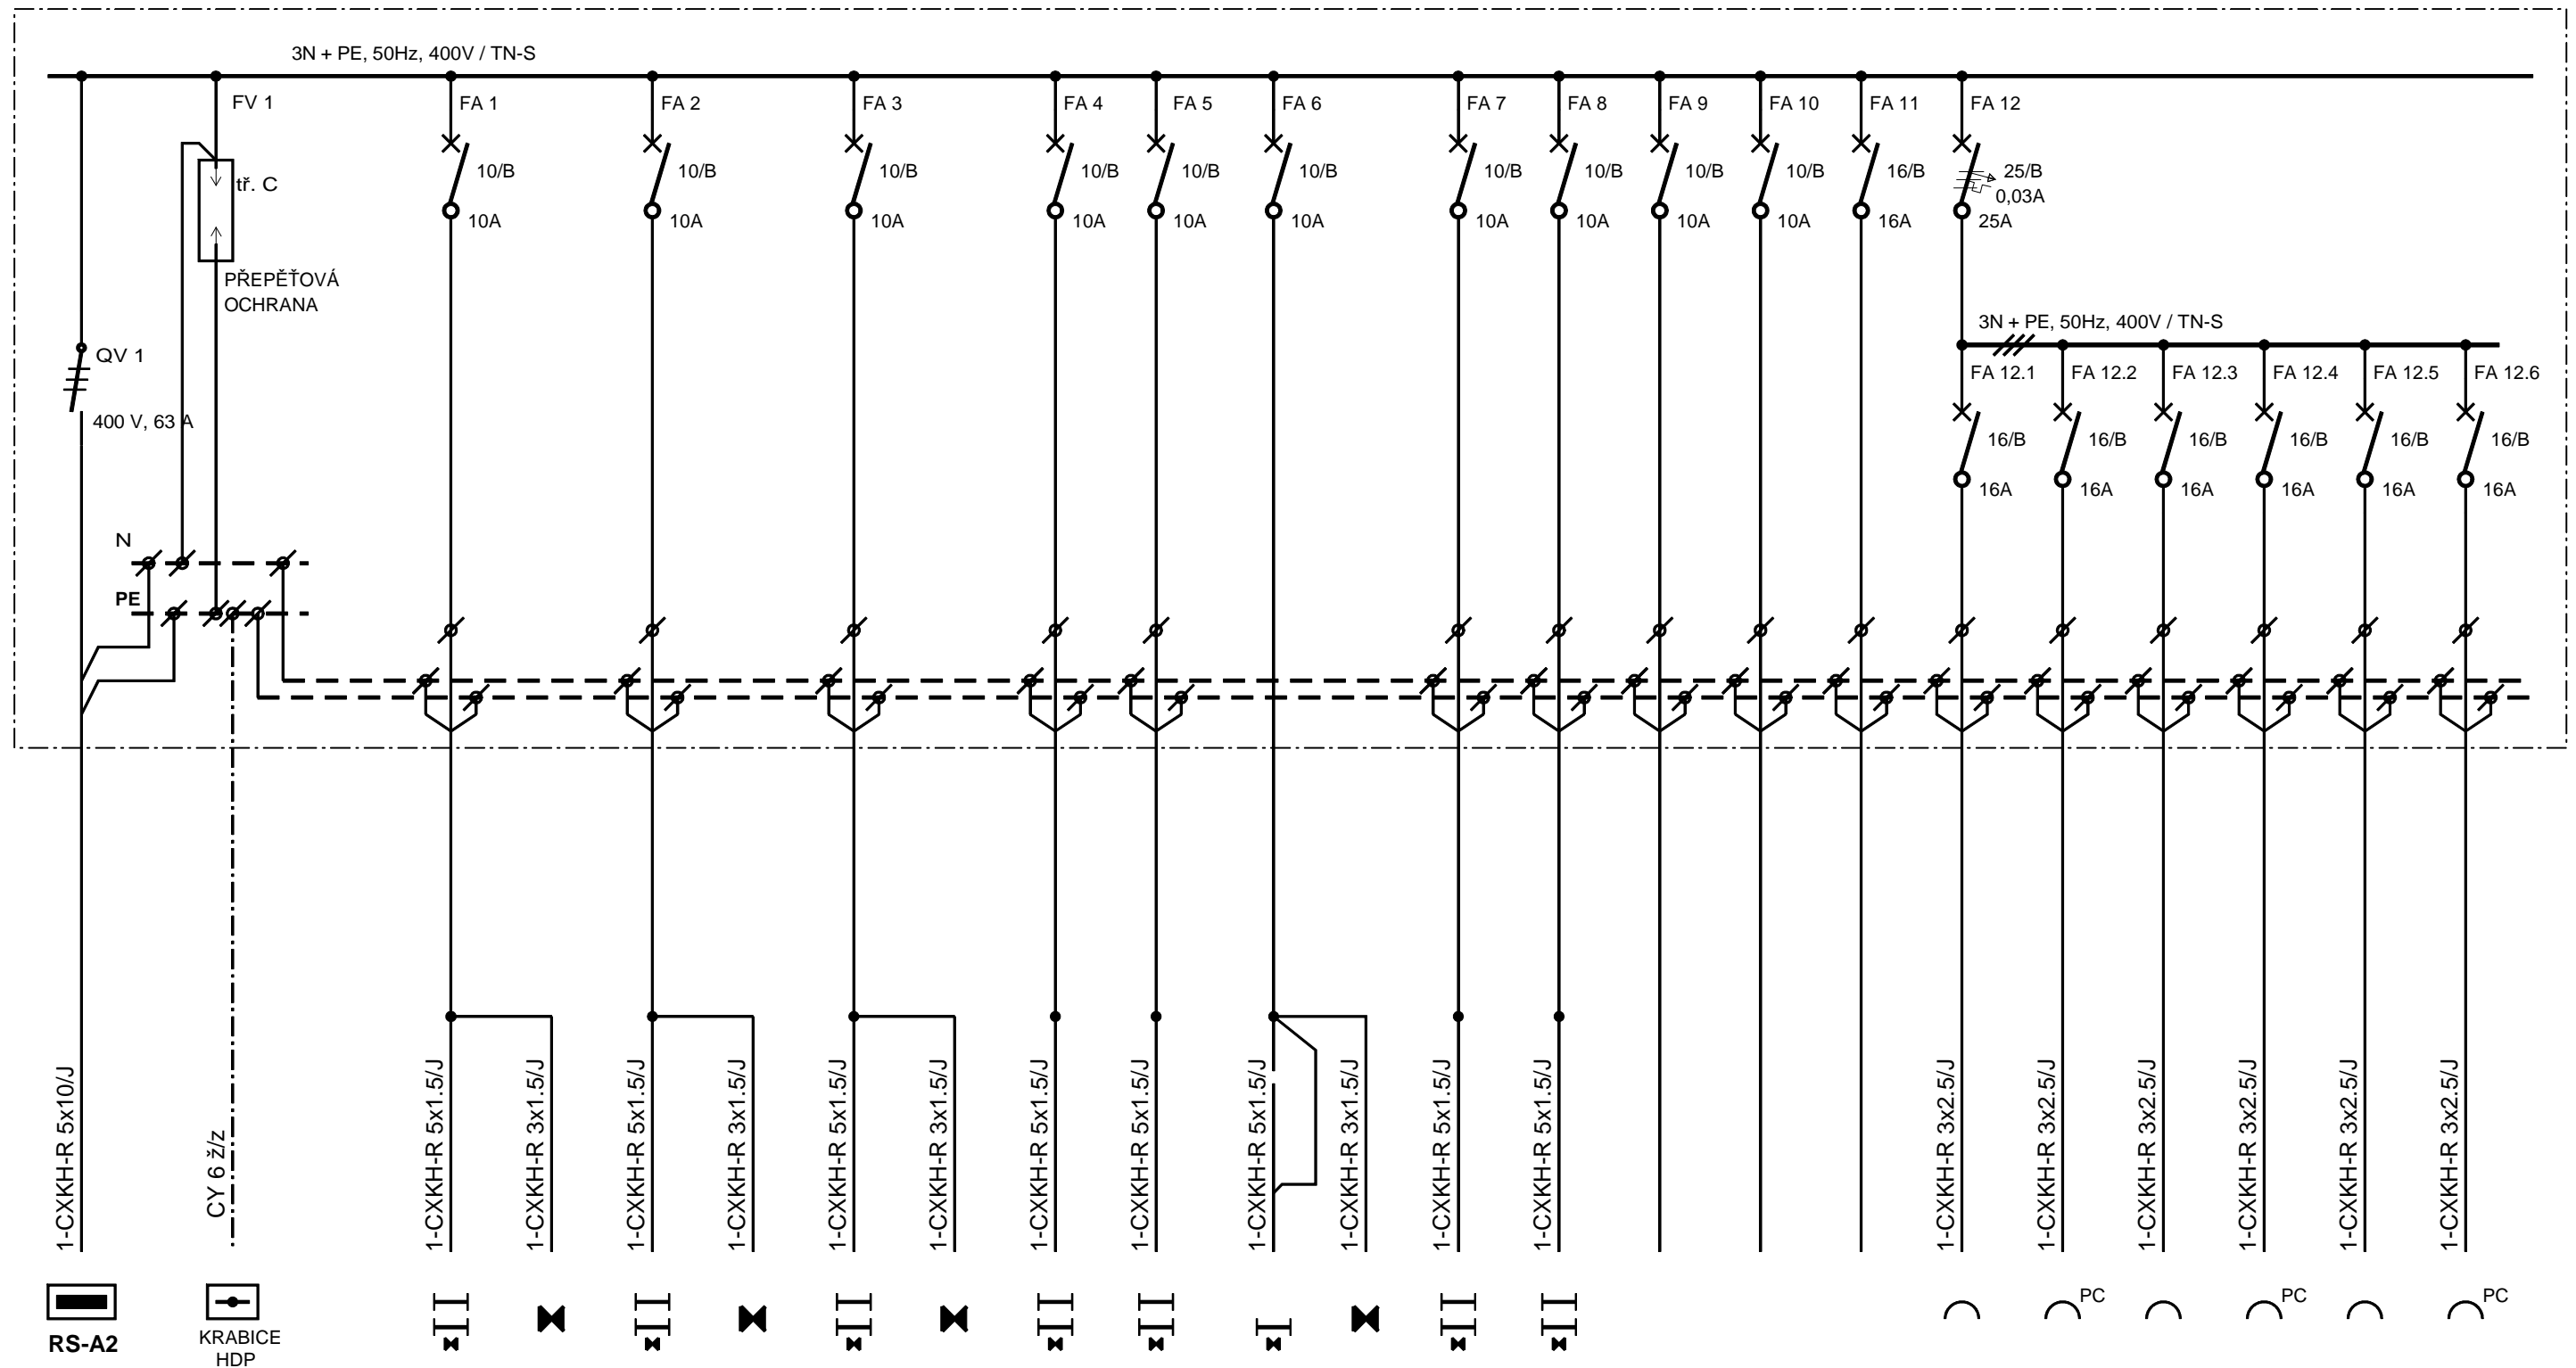 3N + PE, 50Hz, 400V / TN-S
FV 1
FA 1
FA 2
FA 3
FA 4
FA 5
FA 6
FA 7
FA 8
FA 9
FA 10
FA 11
FA 12
10/B
10/B
10/B
10/B
10/B
10/B
10/B
10/B
10/B
10/B
16/B
25/B
tř. C
0,03A
10A
10A
10A
10A
10A
10A
10A
10A
10A
10A
16A
25A
PŘEPĚŤOVÁ
OCHRANA
3N + PE, 50Hz, 400V / TN-S
QV 1
FA 12.1
FA 12.2
FA 12.3
FA 12.4
FA 12.5
FA 12.6
400 V, 63 A
16/B
16/B
16/B
16/B
16/B
16/B
16A
16A
16A
16A
16A
16A
N
PE
1-CXKH-R 5x10/J
CY 6 ž/z
1-CXKH-R 5x1.5/J
1-CXKH-R 3x1.5/J
1-CXKH-R 5x1.5/J
1-CXKH-R 3x1.5/J
1-CXKH-R 5x1.5/J
1-CXKH-R 3x1.5/J
1-CXKH-R 5x1.5/J
1-CXKH-R 5x1.5/J
1-CXKH-R 5x1.5/J
1-CXKH-R 3x1.5/J
1-CXKH-R 5x1.5/J
1-CXKH-R 5x1.5/J
1-CXKH-R 3x2.5/J
1-CXKH-R 3x2.5/J
1-CXKH-R 3x2.5/J
1-CXKH-R 3x2.5/J
1-CXKH-R 3x2.5/J
1-CXKH-R 3x2.5/J
PC
PC
PC
RS-A2
KRABICE
HDP